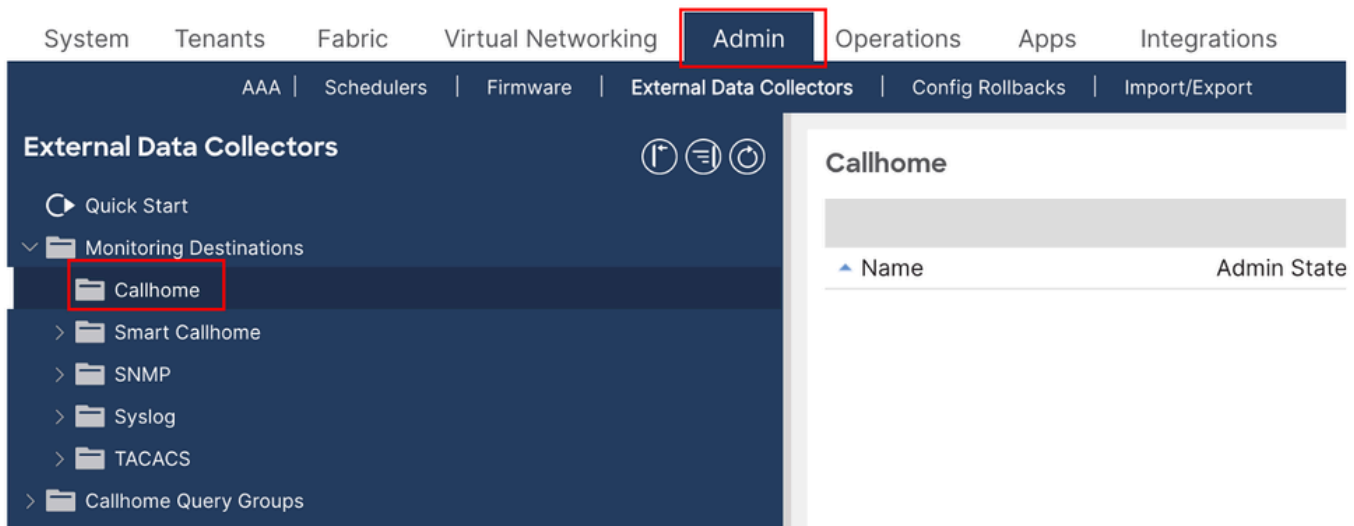 System Tenants Fabric Virtual Networking Admin Operations Apps Integrations
AAA | Schedulers | Firmware | External Data Collectors | Config Rollbacks | Import/Export
External Data Collectors
Quick Start
Monitoring Destinations
Callhome
Smart Callhome
SNMP
Syslog
TACACS
Callhome Query Groups
Callhome
Name Admin State